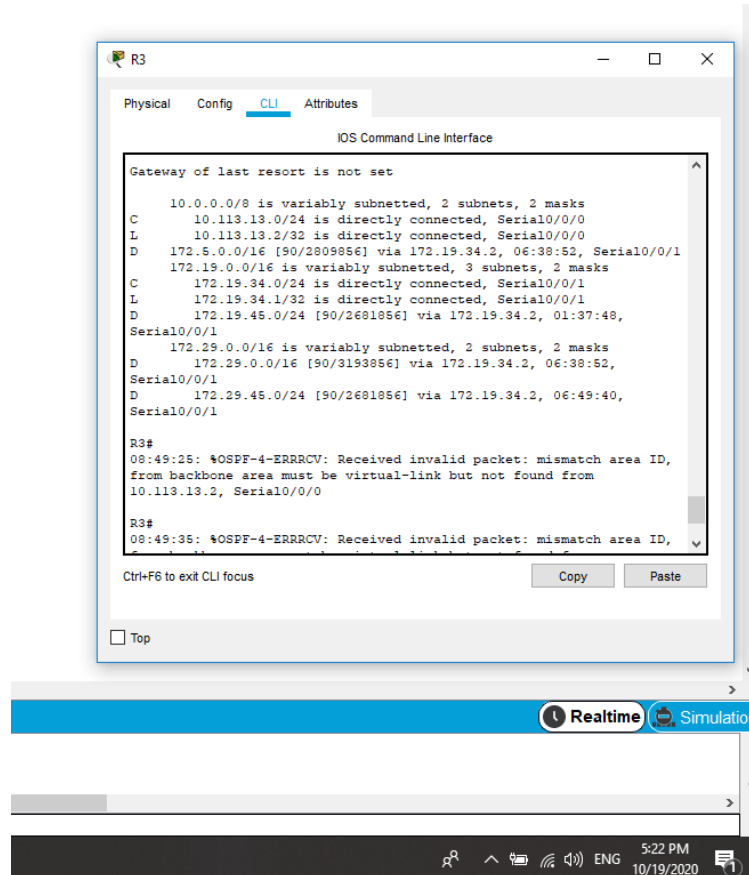 R3
Physical Config CLI Attributes
IOS Command Line Interface
Gateway of last resort is not set
10.0.0.0/8 is variably subnetted, 2 subnets, 2 masks
C 10.113.13.0/24 is directly connected, Serial0/0/0
L 10.113.13.2/32 is directly connected, Serial0/0/0
D 172.5.0.0/16 [90/2809856] via 172.19.34.2, 06:38:52, Serial0/0/1
172.19.0.0/16 is variably subnetted, 3 subnets, 2 masks
C 172.19.34.0/24 is directly connected, Serial0/0/1
L 172.19.34.1/32 is directly connected, Serial0/0/1
D 172.19.45.0/24 [90/2681856] via 172.19.34.2, 01:37:48,
Serial0/0/1
172.29.0.0/16 is variably subnetted, 2 subnets, 2 masks
D 172.29.0.0/16 [90/3193856] via 172.19.34.2, 06:38:52,
Serial0/0/1
D 172.29.45.0/24 [90/2681856] via 172.19.34.2, 06:49:40,
Serial0/0/1
R3#
08:49:25: %OSPF-4-ERRRCV: Received invalid packet: mismatch area ID,
from backbone area must be virtual-link but not found from
10.113.13.2, Serial0/0/0
R3#
08:49:35: %OSPF-4-ERRRCV: Received invalid packet: mismatch area ID,
Ctrl+F6 to exit CLI focus
Copy Paste
Top
Realtime Simulatio
ENG
5:22 PM
10/19/2020
1